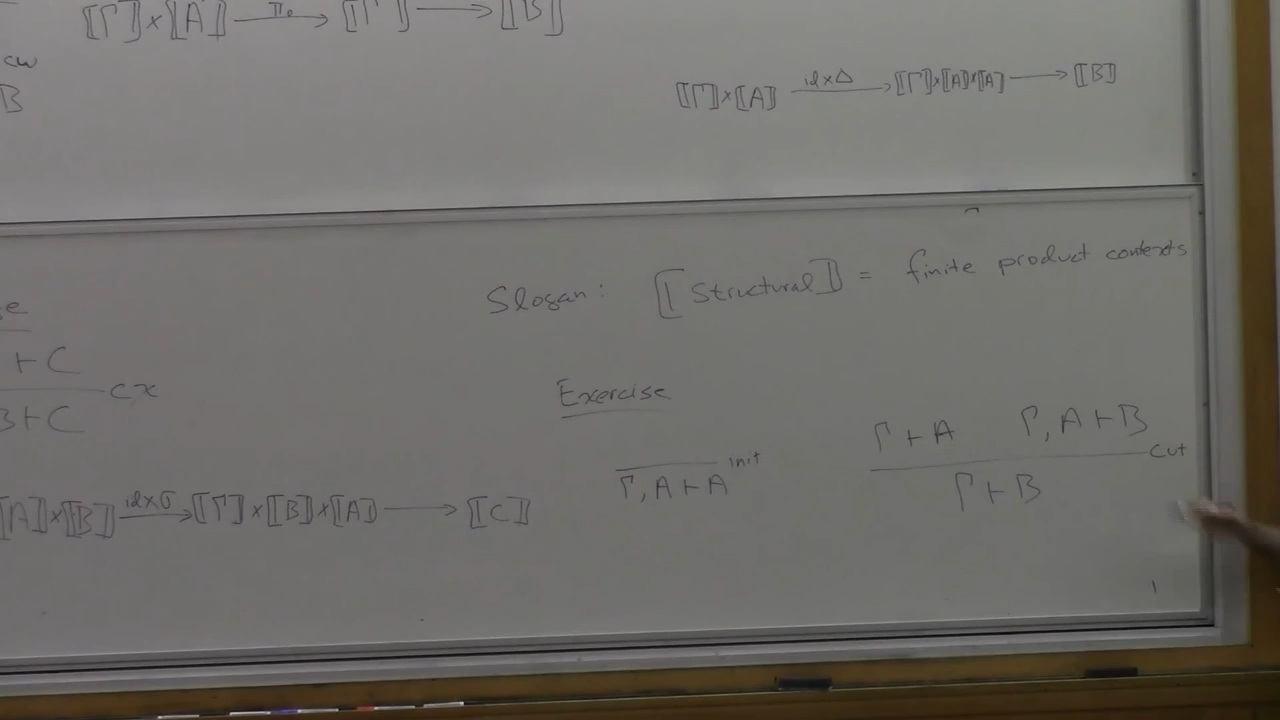 ⟦Γ⟧×⟦A⟧ —π₀→ ⟦Γ⟧ ⟶ ⟦B⟧
cw
B
⟦Γ⟧×⟦A⟧ —id×Δ→ ⟦Γ⟧×⟦A⟧×⟦A⟧ ⟶ ⟦B⟧
Slogan: ⟦Structural⟧ = finite product contexts
e
⊢ C
cx
B ⊢ C
⟦A⟧×⟦B⟧ —id×σ→ ⟦Γ⟧×⟦B⟧×⟦A⟧ ⟶ ⟦C⟧
Exercise
init
Γ, A ⊢ A
Γ ⊢ A Γ, A ⊢ B
cut
Γ ⊢ B